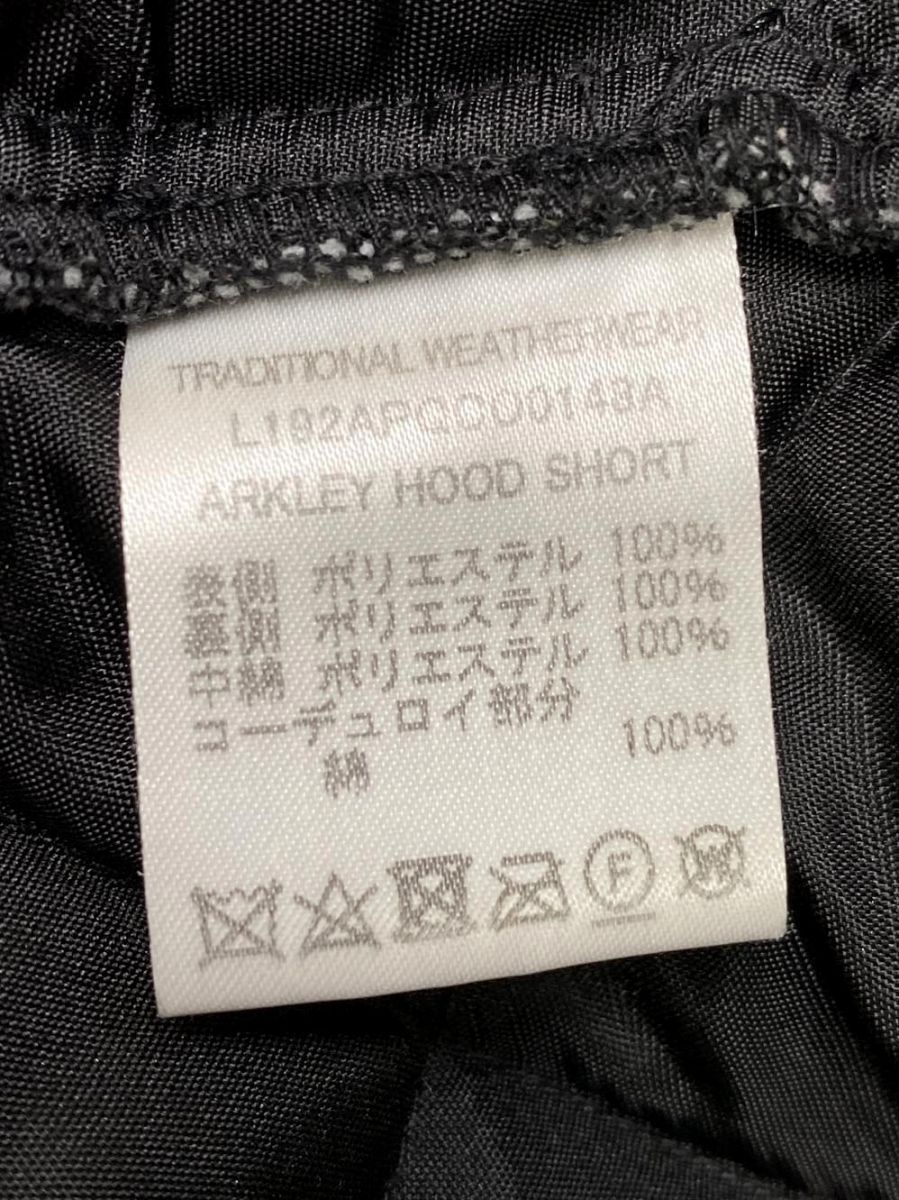 TRADITIONAL WEATHERWEAR
L192APQCO0148A
ARKLEY HOOD SHORT
表側 ポリエステル 100%
裏側 ポリエステル 100%
中綿 ポリエステル 100%
コーデュロイ部分
綿 100%
F
W